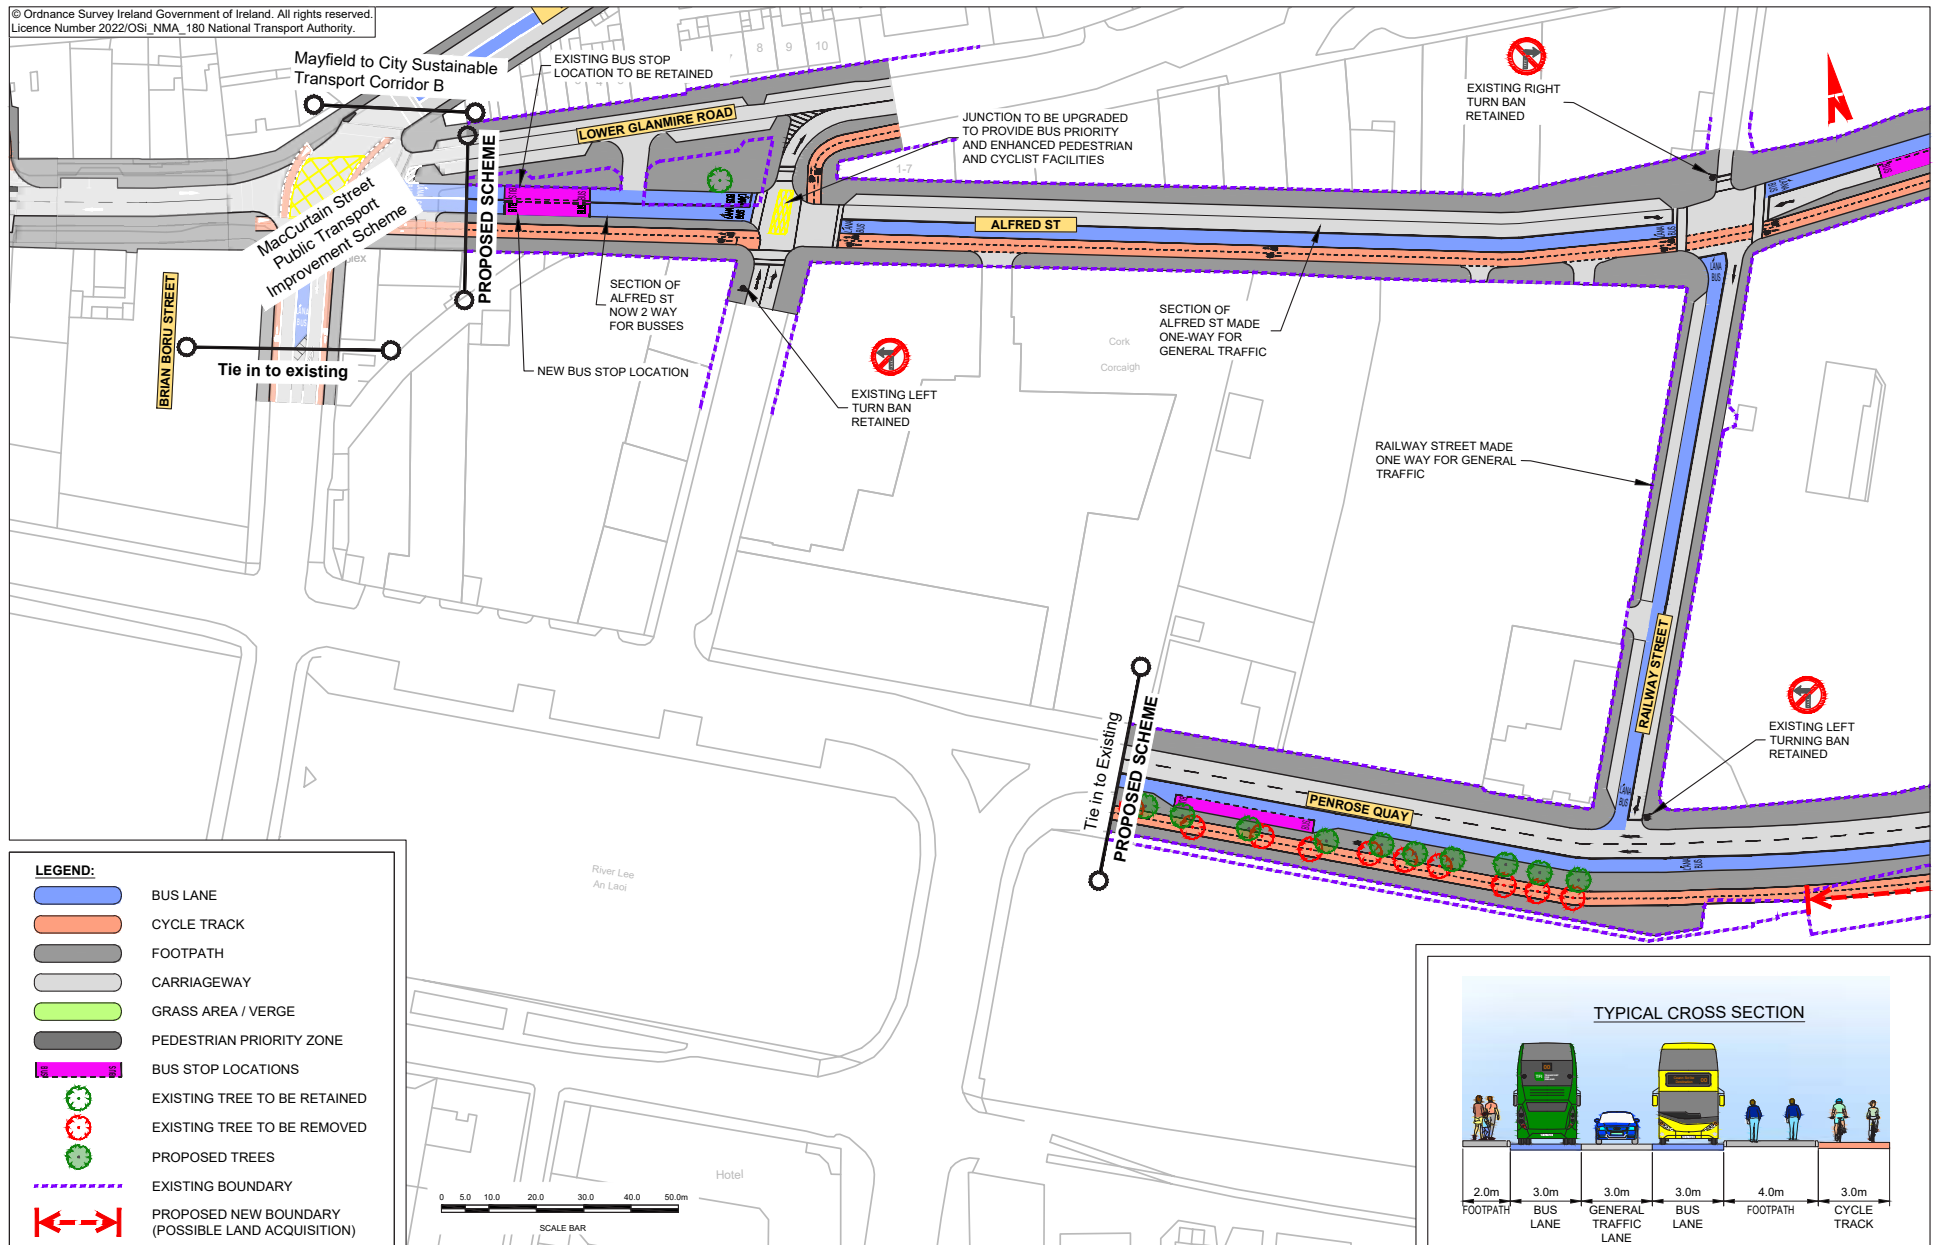 © Ordnance Survey Ireland Government of Ireland. All rights reserved.
Licence Number 2022/OSi_NMA_180 National Transport Authority.
Mayfield to City Sustainable
Transport Corridor B
EXISTING BUS STOP
LOCATION TO BE RETAINED
8
9
10
LOWER GLANMIRE ROAD
JUNCTION TO BE UPGRADED
TO PROVIDE BUS PRIORITY
AND ENHANCED PEDESTRIAN
AND CYCLIST FACILITIES
1-7
EXISTING RIGHT
TURN BAN
RETAINED
N
PROPOSED SCHEME
MacCurtain Street
Public Transport
Improvement Scheme
ALFRED ST
LANA
BUS
BRIAN BORU STREET
Tie in to existing
SECTION OF
ALFRED ST
NOW 2 WAY
FOR BUSSES
NEW BUS STOP LOCATION
EXISTING LEFT
TURN BAN
RETAINED
SECTION OF
ALFRED ST MADE
ONE-WAY FOR
GENERAL TRAFFIC
Cork
Corcaigh
RAILWAY STREET MADE
ONE WAY FOR GENERAL
TRAFFIC
RAILWAY STREET
EXISTING LEFT
TURNING BAN
RETAINED
Tie in to Existing
PROPOSED SCHEME
PENROSE QUAY
LANA
BUS
River Lee
An Laoi
Hotel
LEGEND:
BUS LANE
CYCLE TRACK
FOOTPATH
CARRIAGEWAY
GRASS AREA / VERGE
PEDESTRIAN PRIORITY ZONE
BUS STOP LOCATIONS
EXISTING TREE TO BE RETAINED
EXISTING TREE TO BE REMOVED
PROPOSED TREES
EXISTING BOUNDARY
PROPOSED NEW BOUNDARY
(POSSIBLE LAND ACQUISITION)
0 5.0 10.0 20.0 30.0 40.0 50.0m
SCALE BAR
TYPICAL CROSS SECTION
2.0m 3.0m 3.0m 3.0m 4.0m 3.0m
FOOTPATH
BUS
LANE
GENERAL
TRAFFIC
LANE
BUS
LANE
FOOTPATH
CYCLE
TRACK